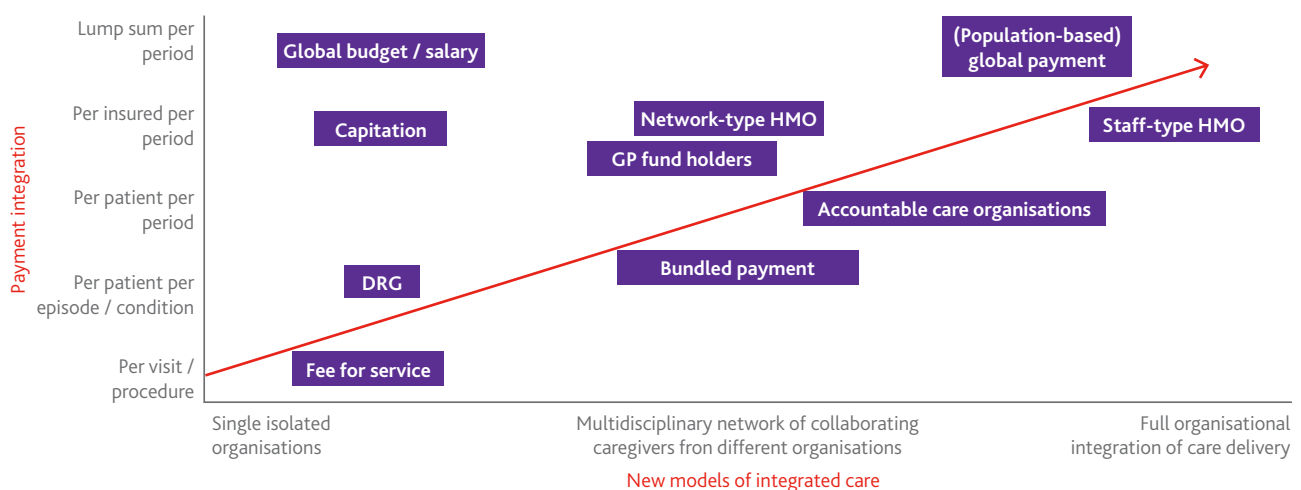 Lump sum per
period
Global budget / salary
(Population-based)
global payment
Per insured per
period
Capitation
Network-type HMO
Staff-type HMO
GP fund holders
Payment integration
Per patient per
period
Accountable care organisations
Per patient per
episode / condition
DRG
Bundled payment
Per visit /
procedure
Fee for service
Single isolated
organisations
Multidisciplinary network of collaborating
caregivers fron different organisations
Full organisational
integration of care delivery
New models of integrated care